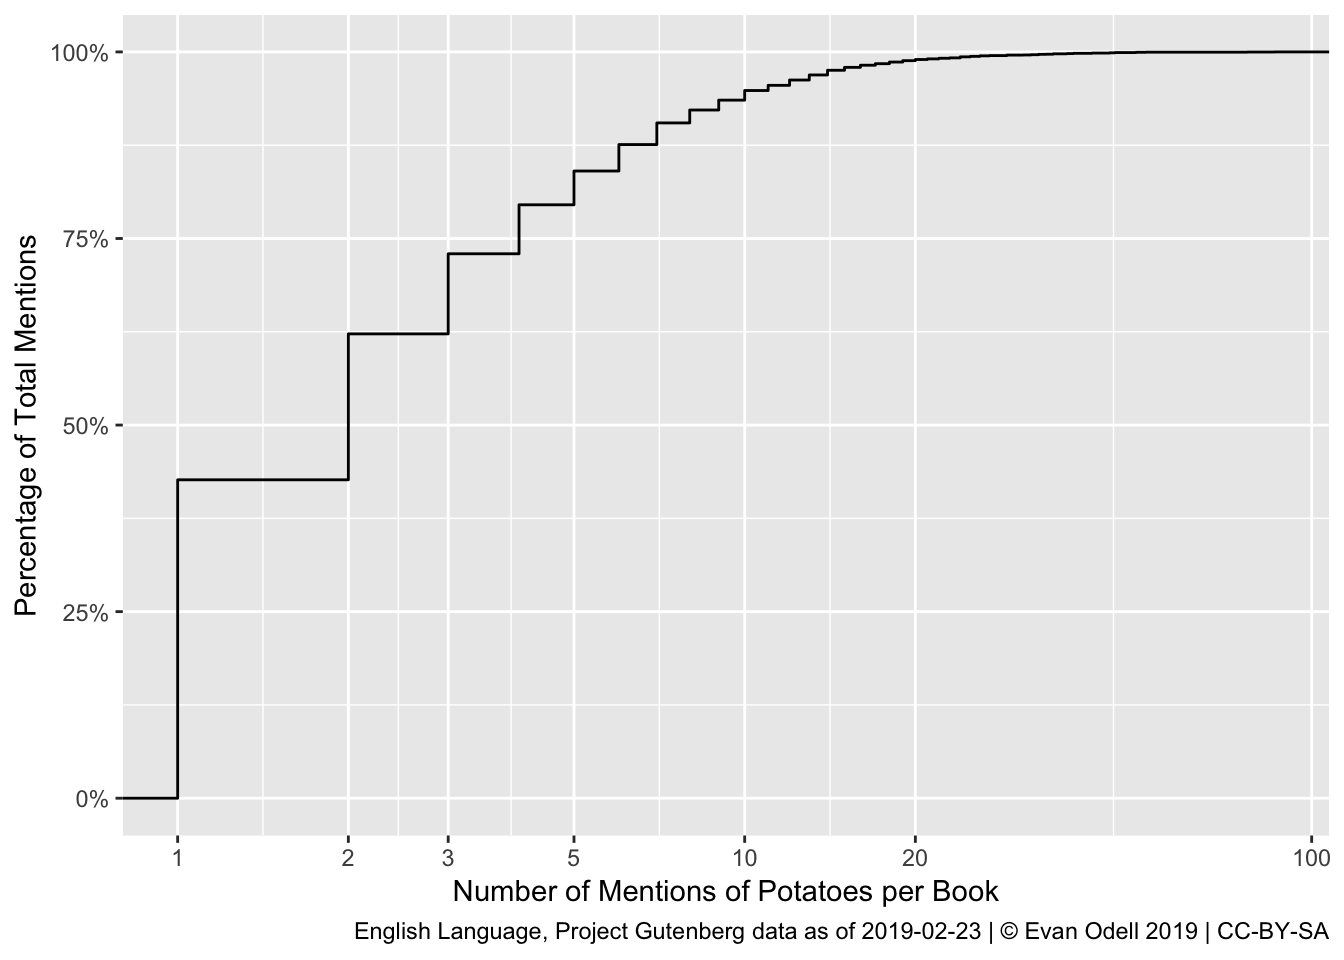 100%
75%
50%
25%
0%
Percentage of Total Mentions
1 2 3 5 10 20 100
Number of Mentions of Potatoes per Book
English Language, Project Gutenberg data as of 2019-02-23 | © Evan Odell 2019 | CC-BY-SA